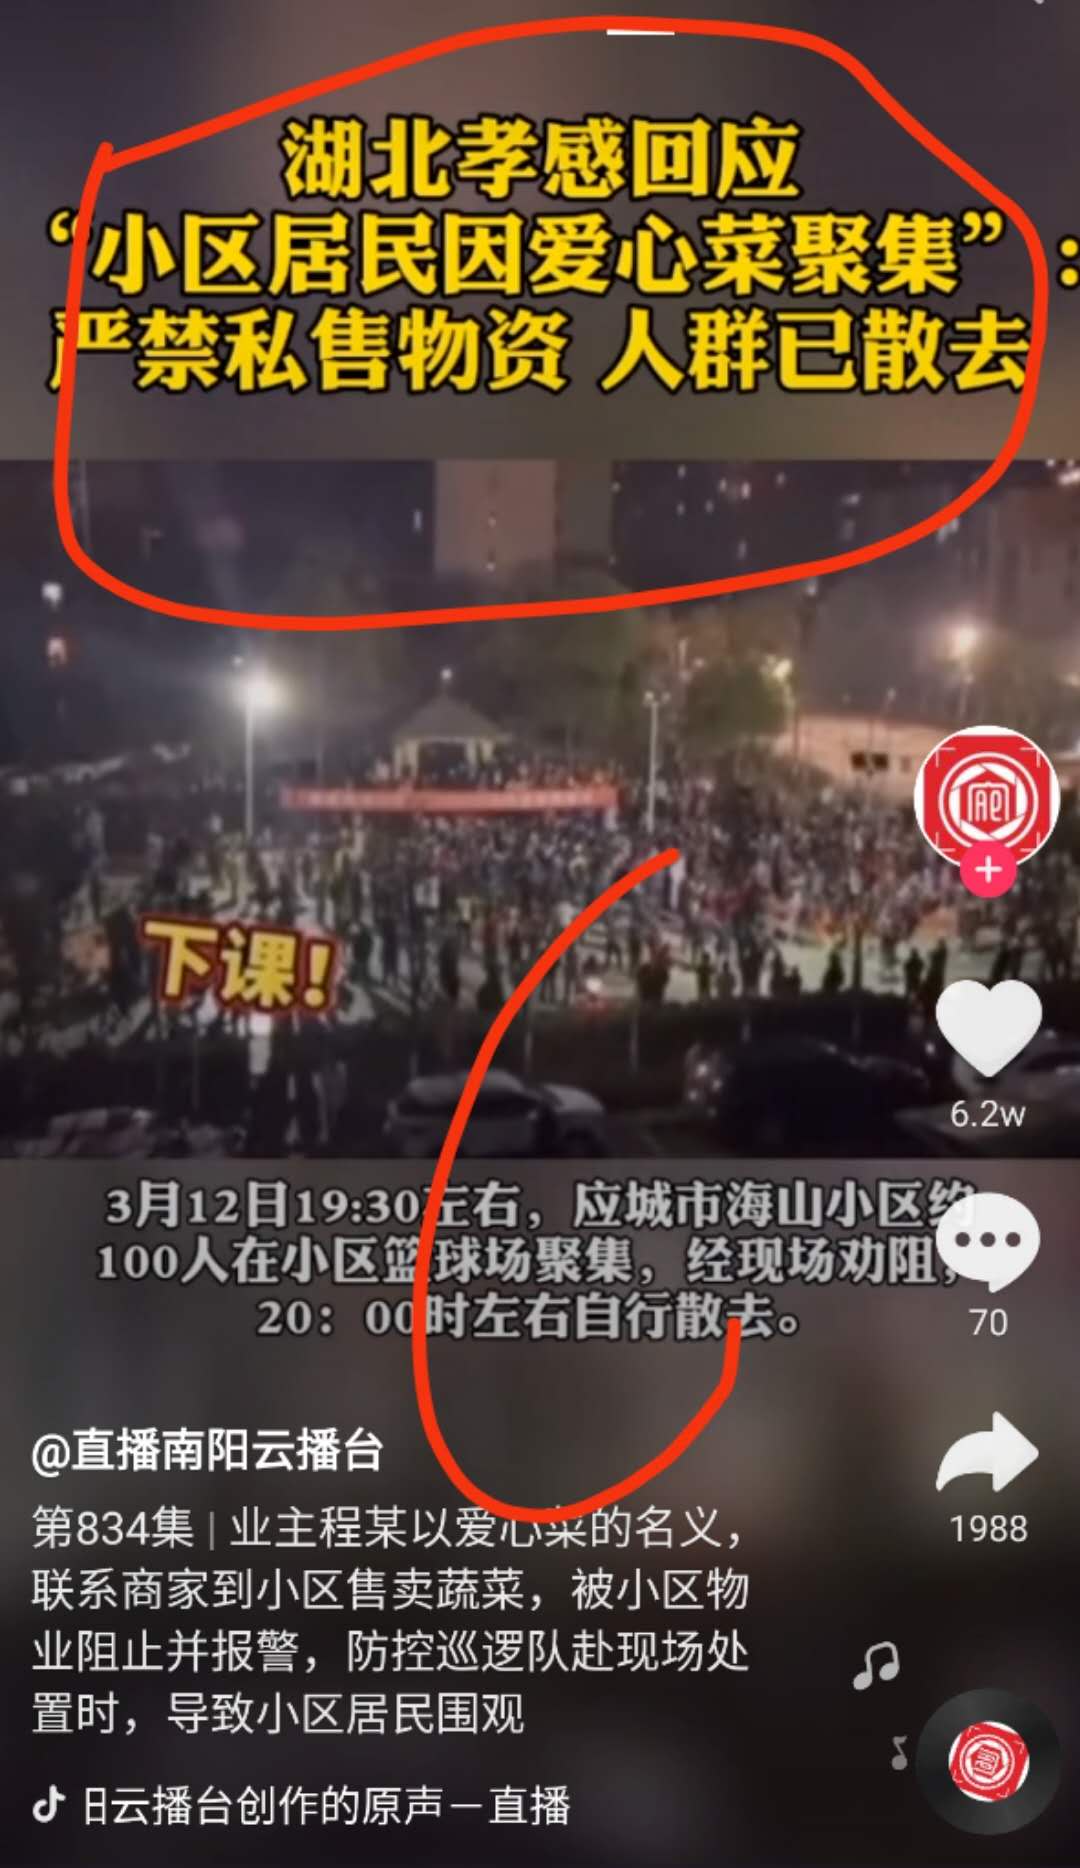 湖北孝感回应
“小区居民因爱心菜聚集”：
严禁私售物资 人群已散去
下课！
6.2w
3月12日19:30左右，应城市海山小区约
100人在小区篮球场聚集，经现场劝阻，
20：00时左右自行散去。
70
@直播南阳云播台
第834集 | 业主程某以爱心菜的名义，
1988
联系商家到小区售卖蔬菜，被小区物
业阻止并报警，防控巡逻队赴现场处
置时，导致小区居民围观
云播台创作的原声－直播